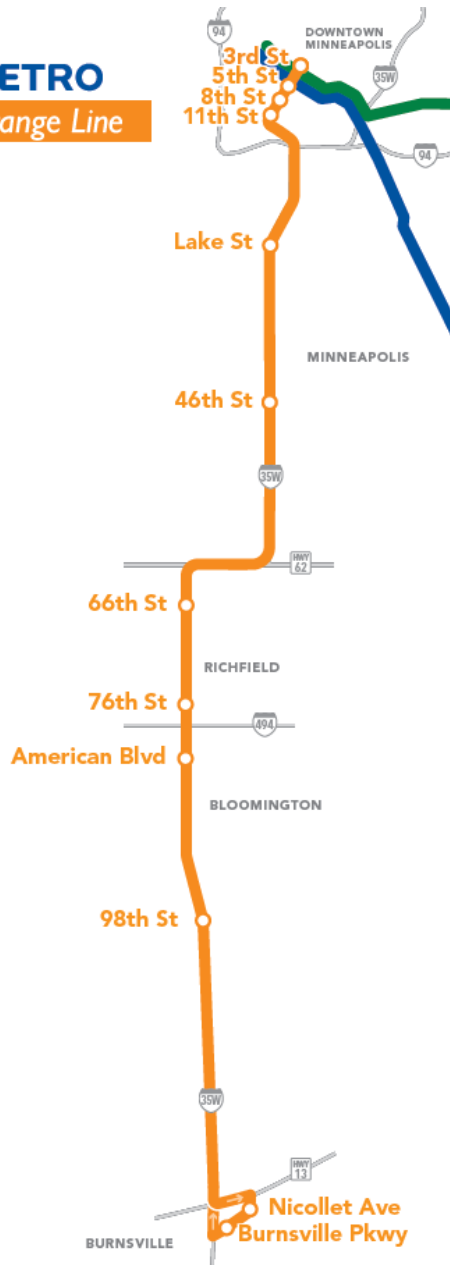 94
DOWNTOWN
MINNEAPOLIS
3rd St
5th St
35W
8th St
ETRO
11th St
ange Line
94
Lake St
MINNEAPOLIS
46th St
35W
HWY
62
66th St
RICHFIELD
76th St
494
American Blvd
BLOOMINGTON
98th St
35W
HWY
13
Nicollet Ave
Burnsville Pkwy
BURNSVILLE